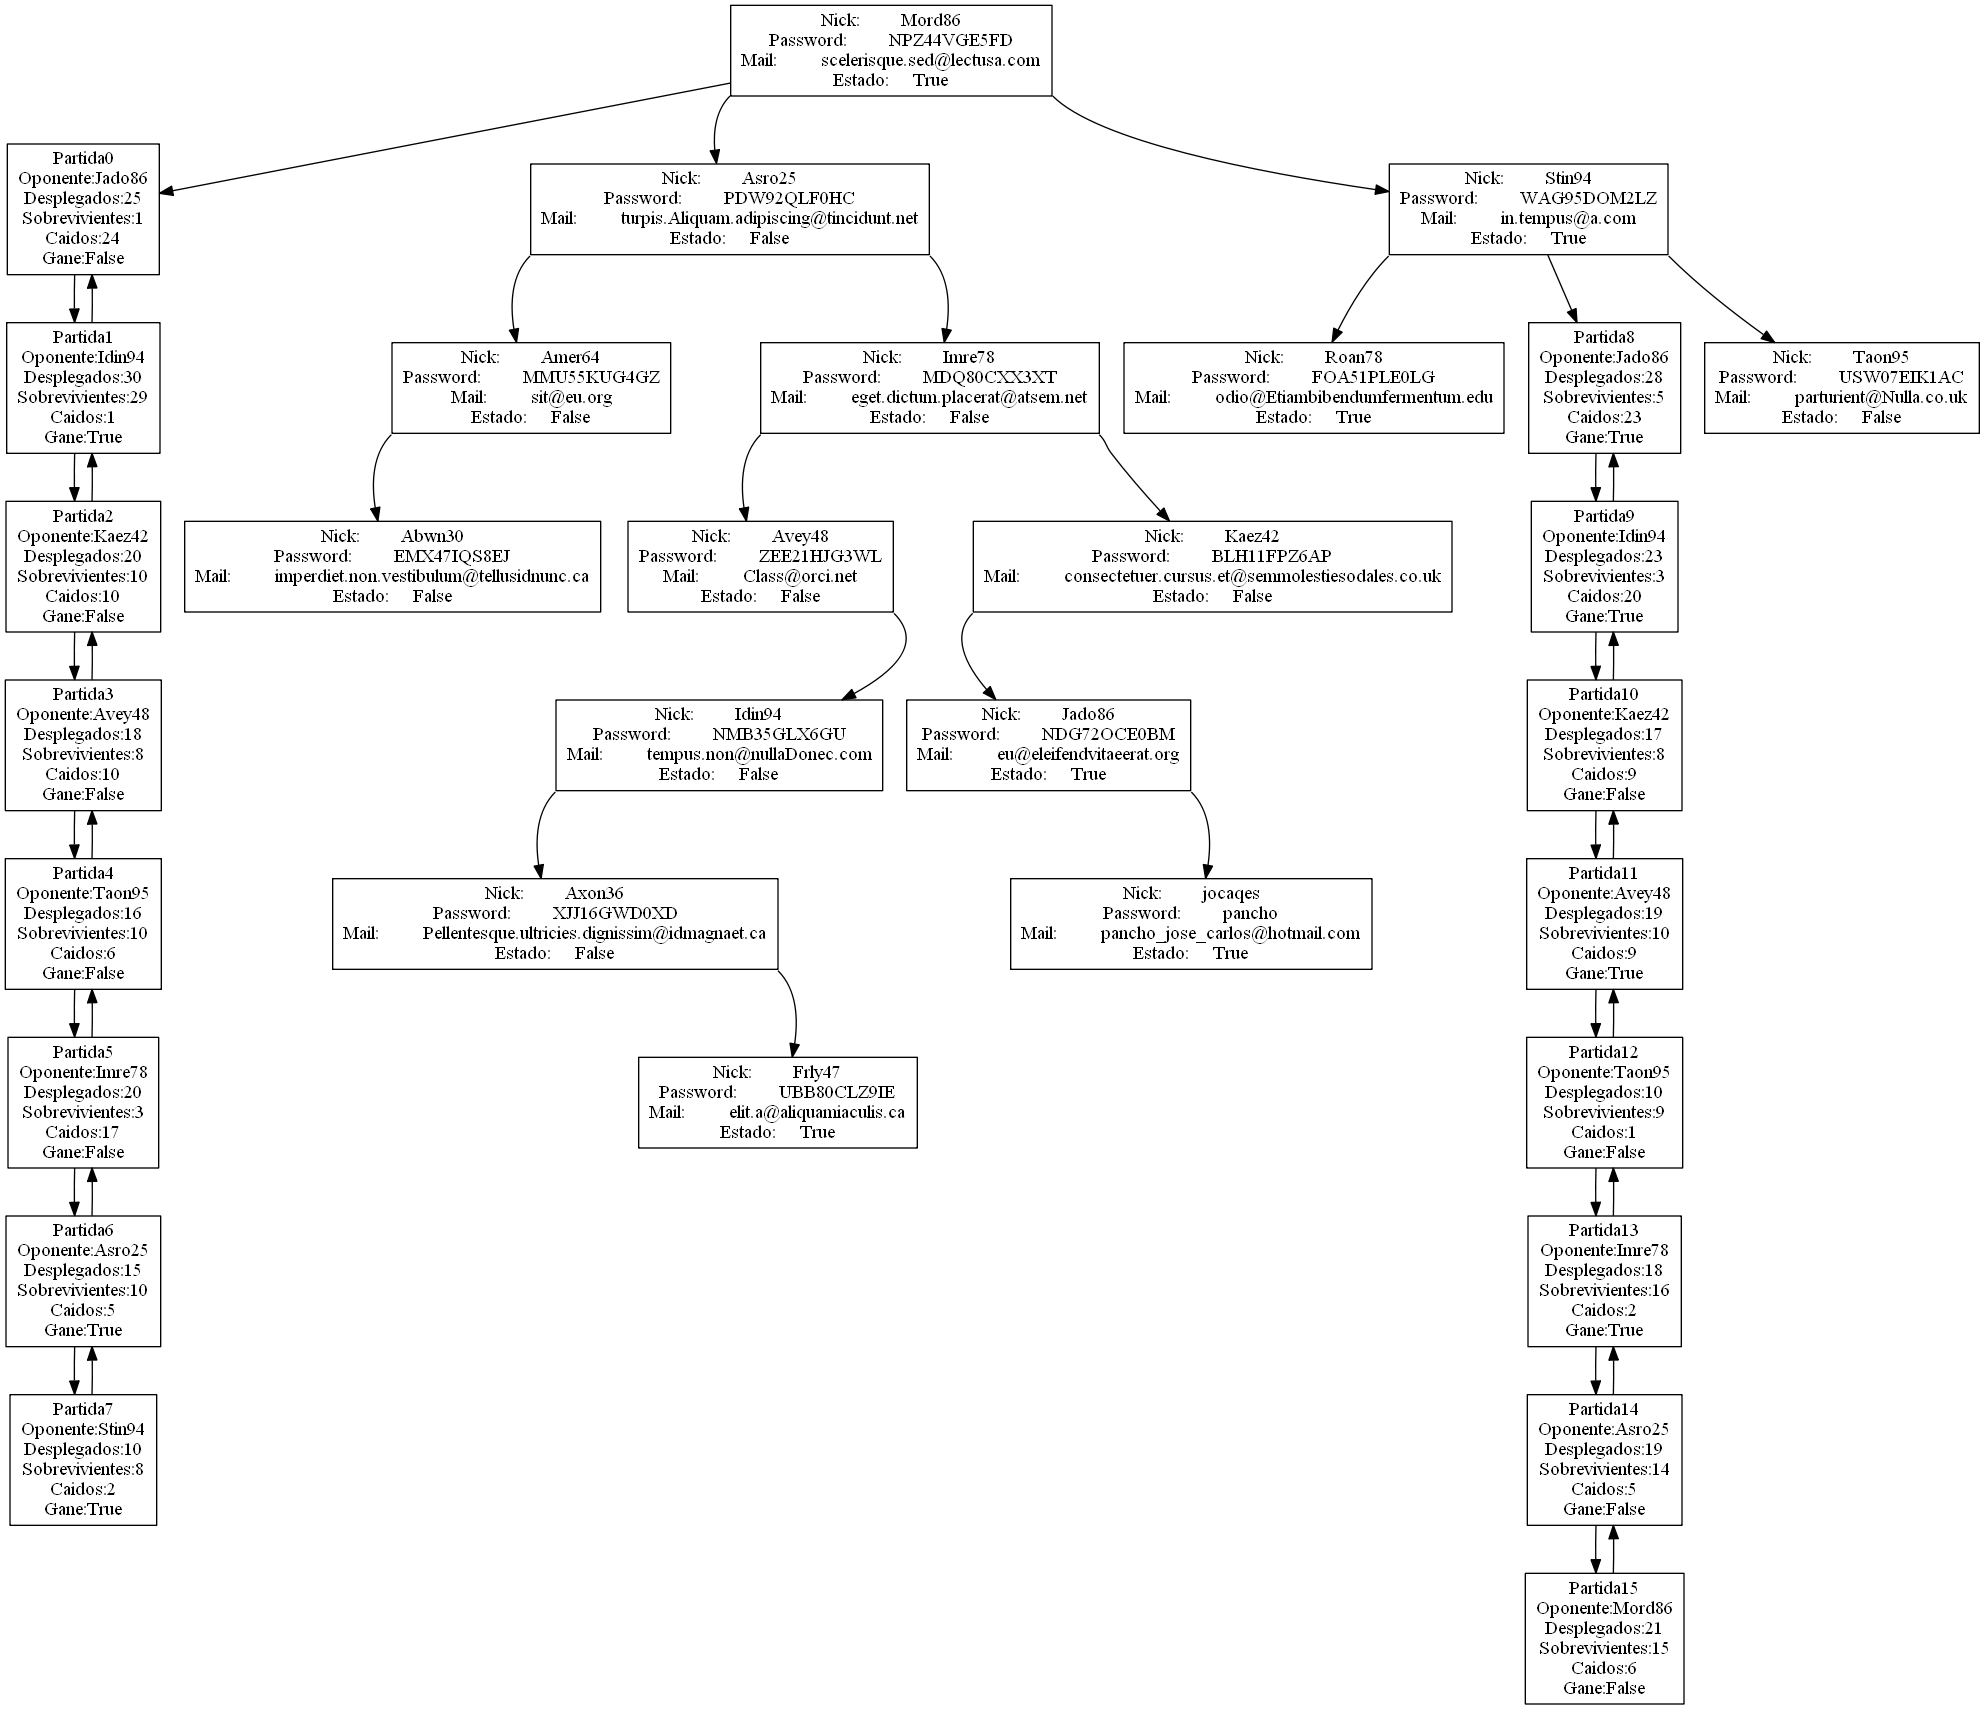 Nick: Mord86
Password: NPZ44VGE5FD
Mail: scelerisque.sed@lectusa.com
Estado: True
Partida0
Oponente:Jado86
Desplegados:25
Sobrevivientes:1
Caidos:24
Gane:False
Nick: Asro25
Password: PDW92QLF0HC
Mail: turpis.Aliquam.adipiscing@tincidunt.net
Estado: False
Nick: Stin94
Password: WAG95DOM2LZ
Mail: in.tempus@a.com
Estado: True
Partida1
Oponente:Idin94
Desplegados:30
Sobrevivientes:29
Caidos:1
Gane:True
Nick: Amer64
Password: MMU55KUG4GZ
Mail: sit@eu.org
Estado: False
Nick: Imre78
Password: MDQ80CXX3XT
Mail: eget.dictum.placerat@atsem.net
Estado: False
Nick: Roan78
Password: FOA51PLE0LG
Mail: odio@Etiambibendumfermentum.edu
Estado: True
Partida8
Oponente:Jado86
Desplegados:28
Sobrevivientes:5
Caidos:23
Gane:True
Nick: Taon95
Password: USW07EIK1AC
Mail: parturient@Nulla.co.uk
Estado: False
Partida2
Oponente:Kaez42
Desplegados:20
Sobrevivientes:10
Caidos:10
Gane:False
Nick: Abwn30
Password: EMX47IQS8EJ
Mail: imperdiet.non.vestibulum@tellusidnunc.ca
Estado: False
Nick: Avey48
Password: ZEE21HJG3WL
Mail: Class@orci.net
Estado: False
Nick: Kaez42
Password: BLH11FPZ6AP
Mail: consectetuer.cursus.et@semmolestiesodales.co.uk
Estado: False
Partida9
Oponente:Idin94
Desplegados:23
Sobrevivientes:3
Caidos:20
Gane:True
Partida3
Oponente:Avey48
Desplegados:18
Sobrevivientes:8
Caidos:10
Gane:False
Nick: Idin94
Password: NMB35GLX6GU
Mail: tempus.non@nullaDonec.com
Estado: False
Nick: Jado86
Password: NDG72OCE0BM
Mail: eu@eleifendvitaeerat.org
Estado: True
Partida10
Oponente:Kaez42
Desplegados:17
Sobrevivientes:8
Caidos:9
Gane:False
Partida4
Oponente:Taon95
Desplegados:16
Sobrevivientes:10
Caidos:6
Gane:False
Nick: Axon36
Password: XJJ16GWD0XD
Mail: Pellentesque.ultricies.dignissim@idmagnaet.ca
Estado: False
Nick: jocaqes
Password: pancho
Mail: pancho_jose_carlos@hotmail.com
Estado: True
Partida11
Oponente:Avey48
Desplegados:19
Sobrevivientes:10
Caidos:9
Gane:True
Partida5
Oponente:Imre78
Desplegados:20
Sobrevivientes:3
Caidos:17
Gane:False
Nick: Frly47
Password: UBB80CLZ9IE
Mail: elit.a@aliquamiaculis.ca
Estado: True
Partida12
Oponente:Taon95
Desplegados:10
Sobrevivientes:9
Caidos:1
Gane:False
Partida6
Oponente:Asro25
Desplegados:15
Sobrevivientes:10
Caidos:5
Gane:True
Partida13
Oponente:Imre78
Desplegados:18
Sobrevivientes:16
Caidos:2
Gane:True
Partida7
Oponente:Stin94
Desplegados:10
Sobrevivientes:8
Caidos:2
Gane:True
Partida14
Oponente:Asro25
Desplegados:19
Sobrevivientes:14
Caidos:5
Gane:False
Partida15
Oponente:Mord86
Desplegados:21
Sobrevivientes:15
Caidos:6
Gane:False